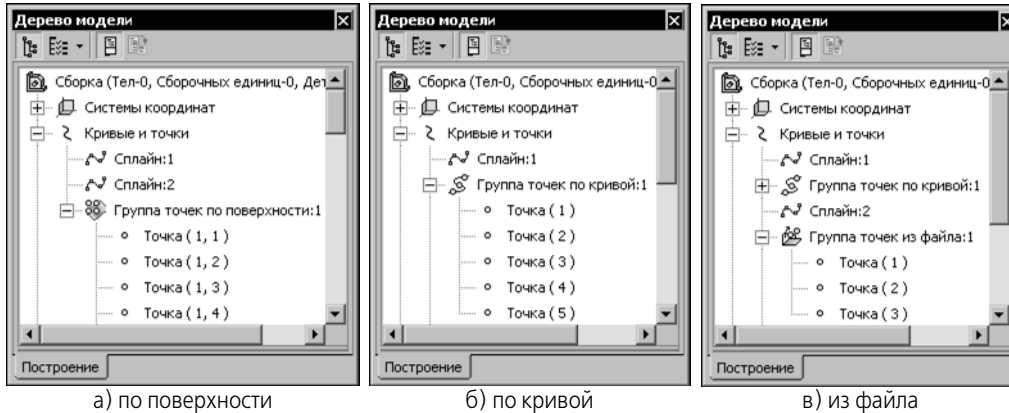 Дерево модели
Сборка (Тел-0, Сборочных единиц-0, Дет
Системы координат
Кривые и точки
Сплайн:1
Сплайн:2
Группа точек по поверхности:1
Точка ( 1, 1 )
Точка ( 1, 2 )
Точка ( 1, 3 )
Точка ( 1, 4 )
Построение
а) по поверхности
Дерево модели
Сборка (Тел-0, Сборочных единиц-0
Системы координат
Кривые и точки
Сплайн:1
Группа точек по кривой:1
Точка ( 1 )
Точка ( 2 )
Точка ( 3 )
Точка ( 4 )
Точка ( 5 )
Построение
б) по кривой
Дерево модели
Сборка (Тел-0, Сборочных единиц-0
Системы координат
Кривые и точки
Сплайн:1
Группа точек по кривой:1
Сплайн:2
Группа точек из файла:1
Точка ( 1 )
Точка ( 2 )
Точка ( 3 )
Построение
в) из файла